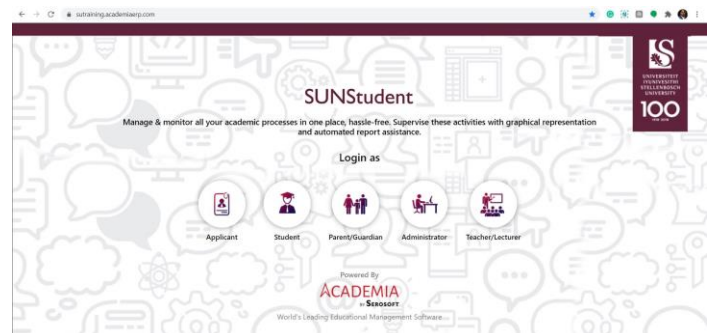 sutraining.academiaerp.com
UNIVERSITEIT
IYUNIVESITHI
STELLENBOSCH
UNIVERSITY
100
SUNStudent
Manage & monitor all your academic processes in one place, hassle-free. Supervise these activities with graphical representation
and automated report assistance.
Login as
Applicant Student Parent/Guardian Administrator Teacher/Lecturer
Powered By
ACADEMIA
BY SEROSOFT
World's Leading Educational Management Software